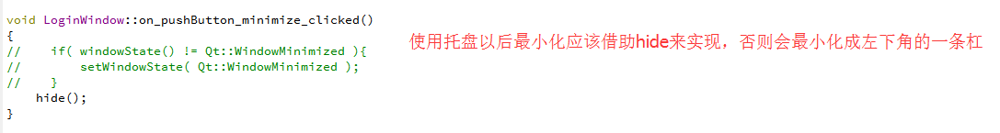 void LoginWindow::on_pushButton_minimize_clicked()
{
//    if( windowState() != Qt::WindowMinimized ){
//        setWindowState( Qt::WindowMinimized );
//    }
    hide();
}
使用托盘以后最小化应该借助hide来实现，否则会最小化成左下角的一条杠